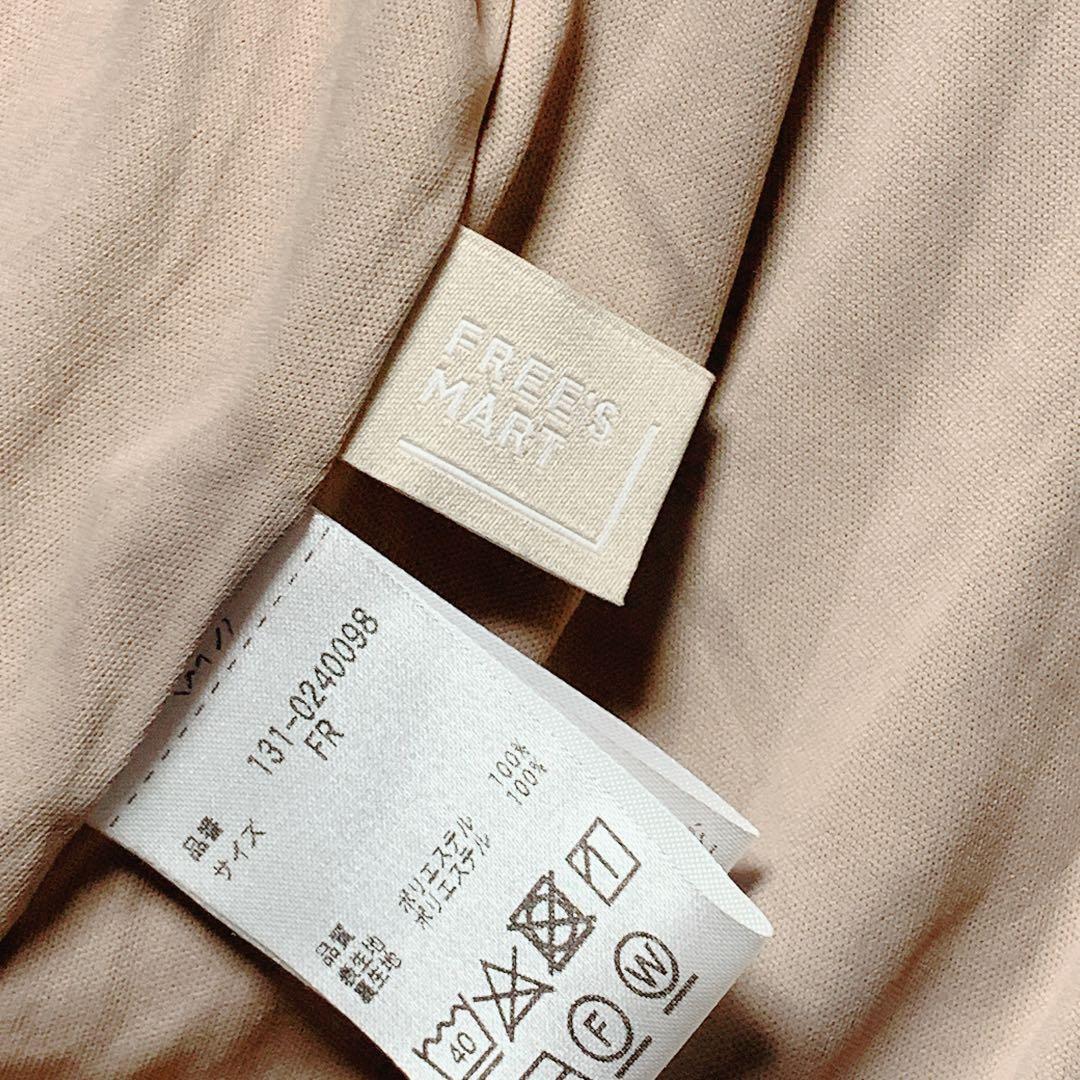 FREE'S
MART
品番 131-0240098
サイズ FR
品質
表生地 ポリエステル 100%
裏生地 ポリエステル 100%
40
F
W